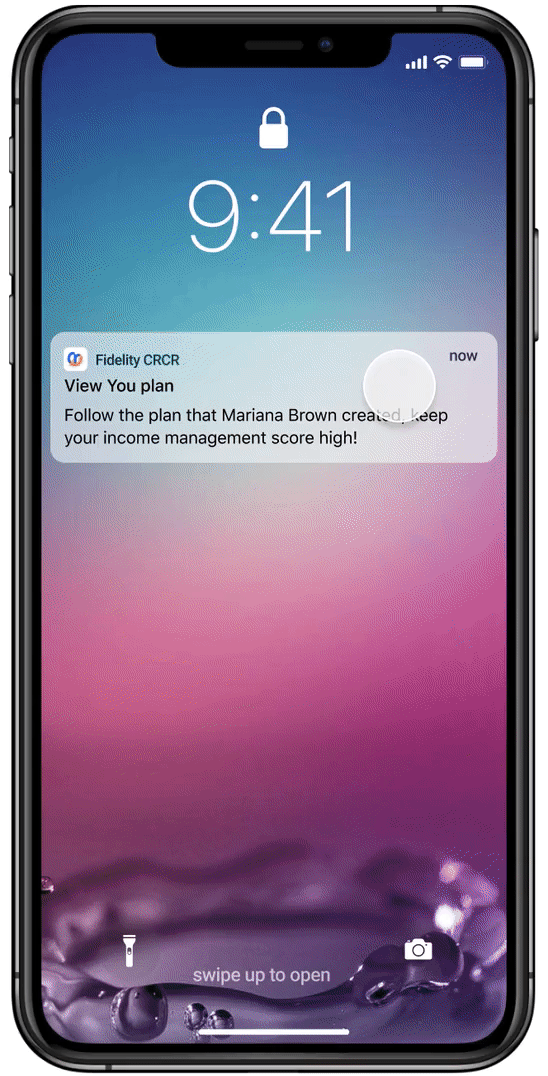 9:41
Fidelity CRCR
now
View You plan
Follow the plan that Mariana Brown created, keep
your income management score high!
swipe up to open